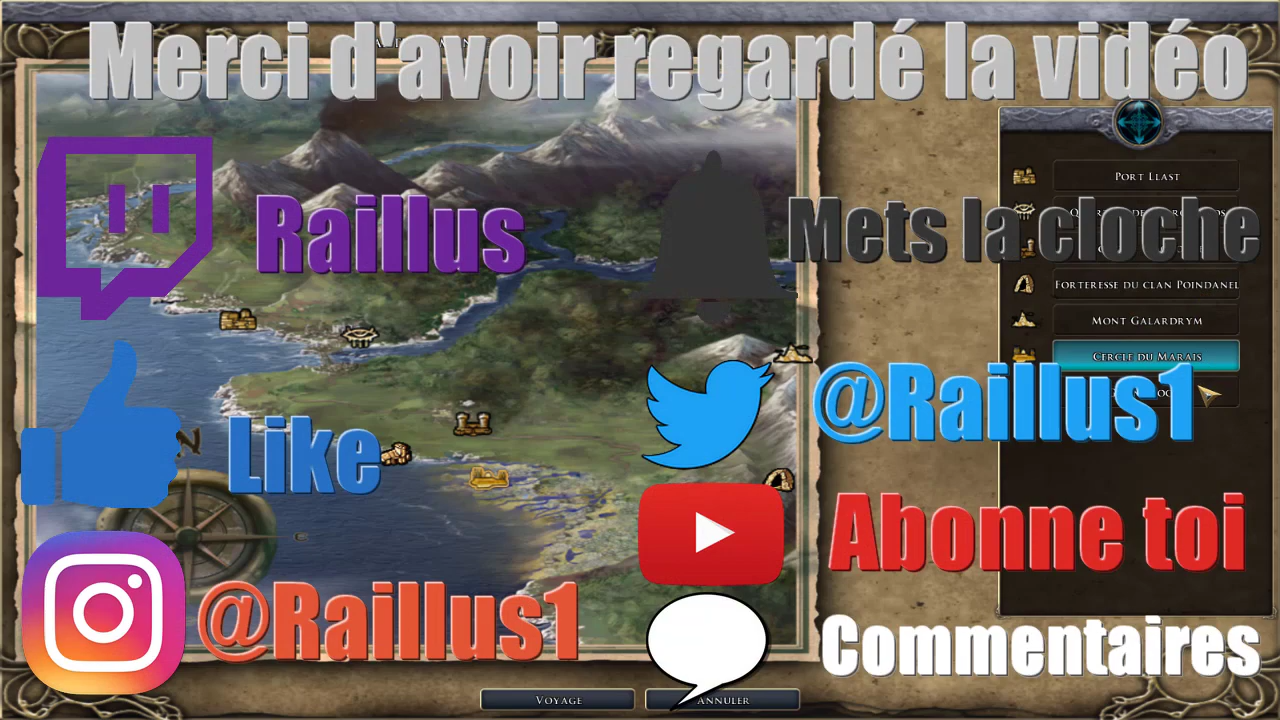 Merci d'avoir regardé la vidéo
Raillus
Mets la cloche
Like
@Raillus1
@Raillus1
Abonne toi
Commentaires
Port Llast
Forteresse du clan Poindanel
Mont Galardrym
Cercle du Marais
N
Voyage
Annuler